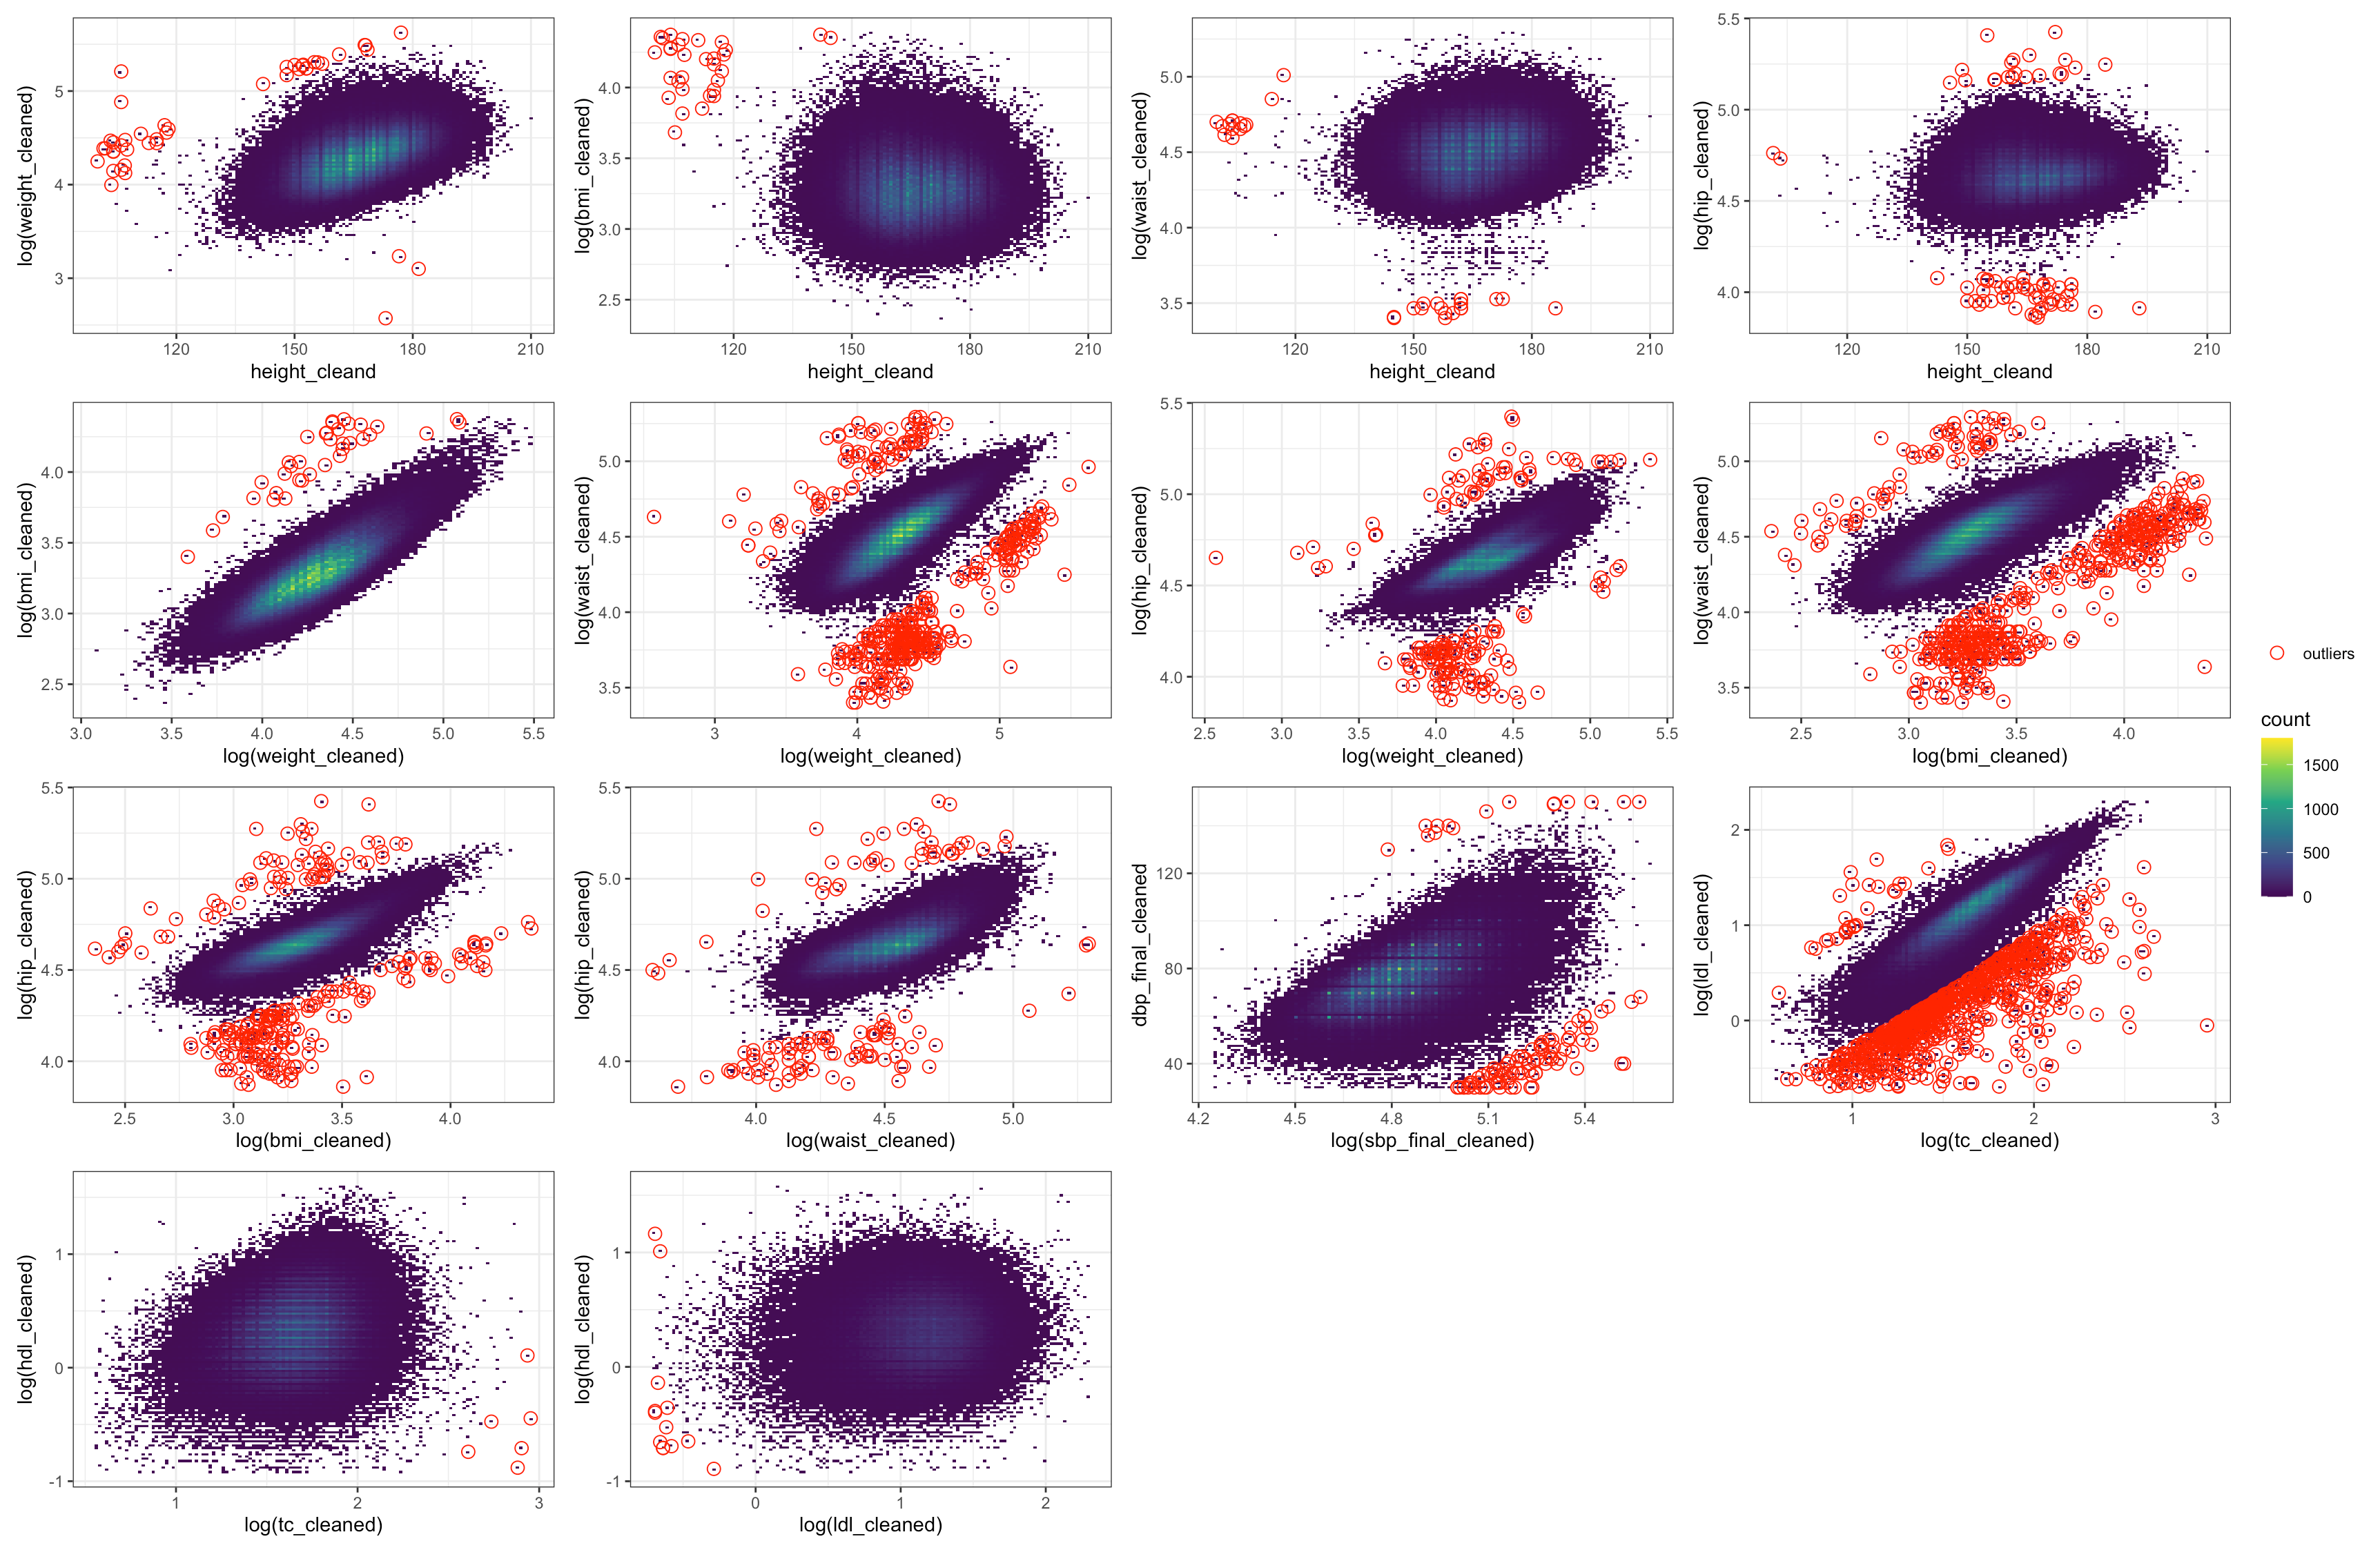 log(weight_cleaned)
5
4
3
120 150 180 210
height_cleand
log(bmi_cleaned)
4.0
3.5
3.0
2.5
120 150 180 210
height_cleand
log(waist_cleaned)
5.0
4.5
4.0
3.5
120 150 180 210
height_cleand
log(hip_cleaned)
5.5
5.0
4.5
4.0
120 150 180 210
height_cleand
log(bmi_cleaned)
4.0
3.5
3.0
2.5
3.0 3.5 4.0 4.5 5.0 5.5
log(weight_cleaned)
log(waist_cleaned)
5.0
4.5
4.0
3.5
3 4 5
log(weight_cleaned)
log(hip_cleaned)
5.5
5.0
4.5
4.0
2.5 3.0 3.5 4.0 4.5 5.0 5.5
log(weight_cleaned)
log(waist_cleaned)
5.0
4.5
4.0
3.5
2.5 3.0 3.5 4.0
log(bmi_cleaned)
log(hip_cleaned)
5.5
5.0
4.5
4.0
2.5 3.0 3.5 4.0
log(bmi_cleaned)
log(hip_cleaned)
5.5
5.0
4.5
4.0
4.0 4.5 5.0
log(waist_cleaned)
dbp_final_cleaned
120
80
40
4.2 4.5 4.8 5.1 5.4
log(sbp_final_cleaned)
log(ldl_cleaned)
2
1
0
1 2 3
log(tc_cleaned)
log(hdl_cleaned)
1
0
-1
1 2 3
log(tc_cleaned)
log(hdl_cleaned)
1
0
-1
0 1 2
log(ldl_cleaned)
outliers
count
1500
1000
500
0